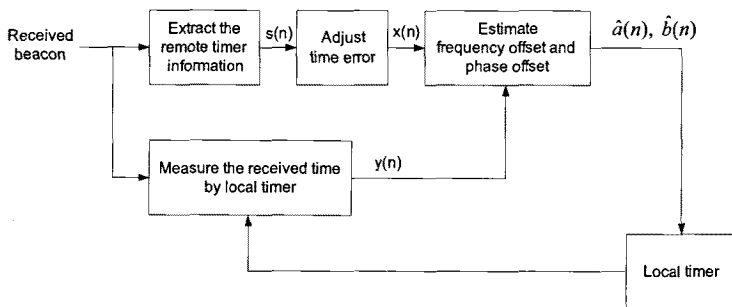 Received
beacon
Extract the
remote timer
information
s(n)
Adjust
time error
x(n)
Estimate
frequency offset and
phase offset
â(n), b̂(n)
Measure the received time
by local timer
y(n)
Local timer